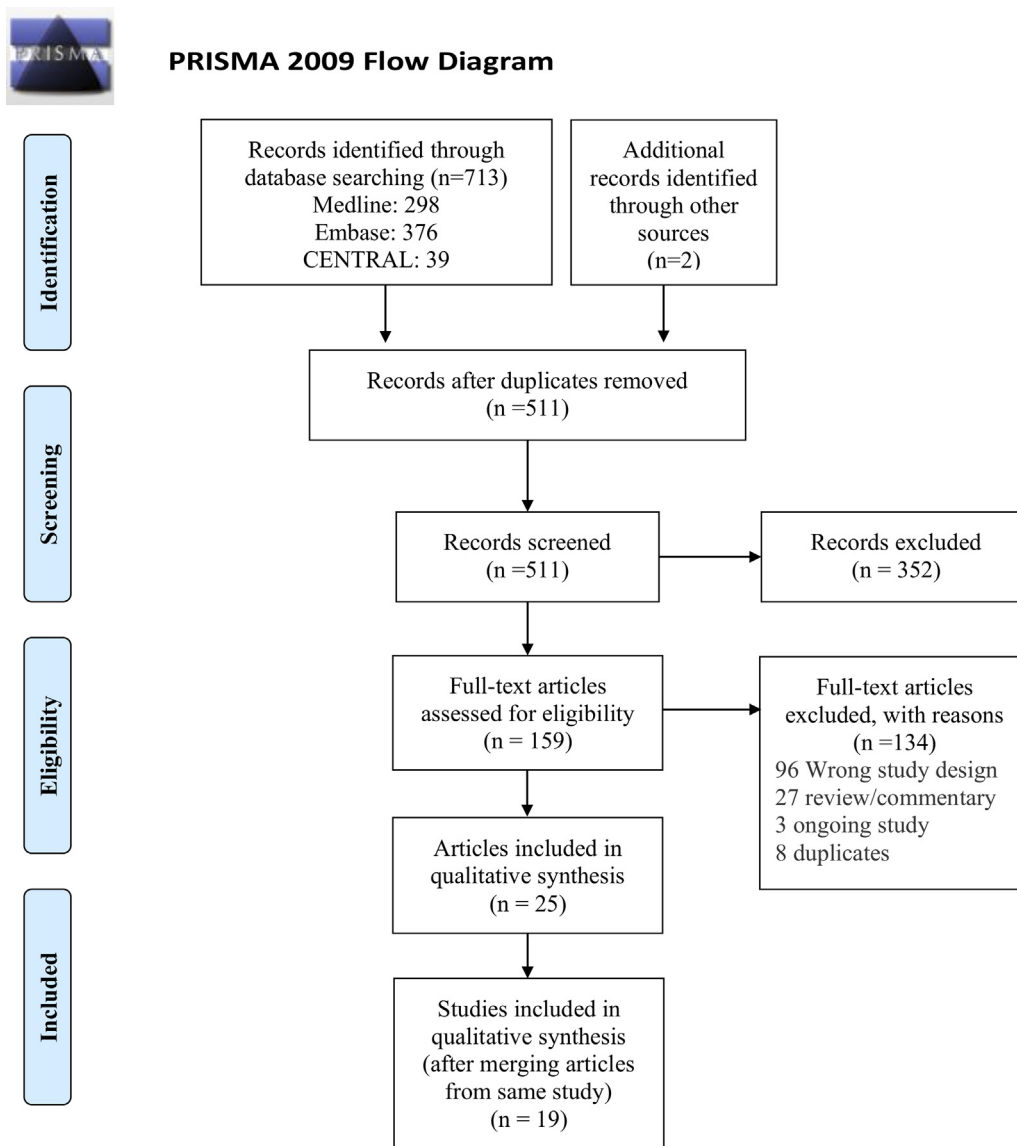 PRISMA
PRISMA 2009 Flow Diagram
Identification
Records identified through
database searching (n=713)
Medline: 298
Embase: 376
CENTRAL: 39
Additional
records identified
through other
sources
(n=2)
Records after duplicates removed
(n =511)
Screening
Records screened
(n =511)
Records excluded
(n = 352)
Eligibility
Full-text articles
assessed for eligibility
(n = 159)
Full-text articles
excluded, with reasons
(n =134)
96 Wrong study design
27 review/commentary
3 ongoing study
8 duplicates
Articles included in
qualitative synthesis
(n = 25)
Included
Studies included in
qualitative synthesis
(after merging articles
from same study)
(n = 19)